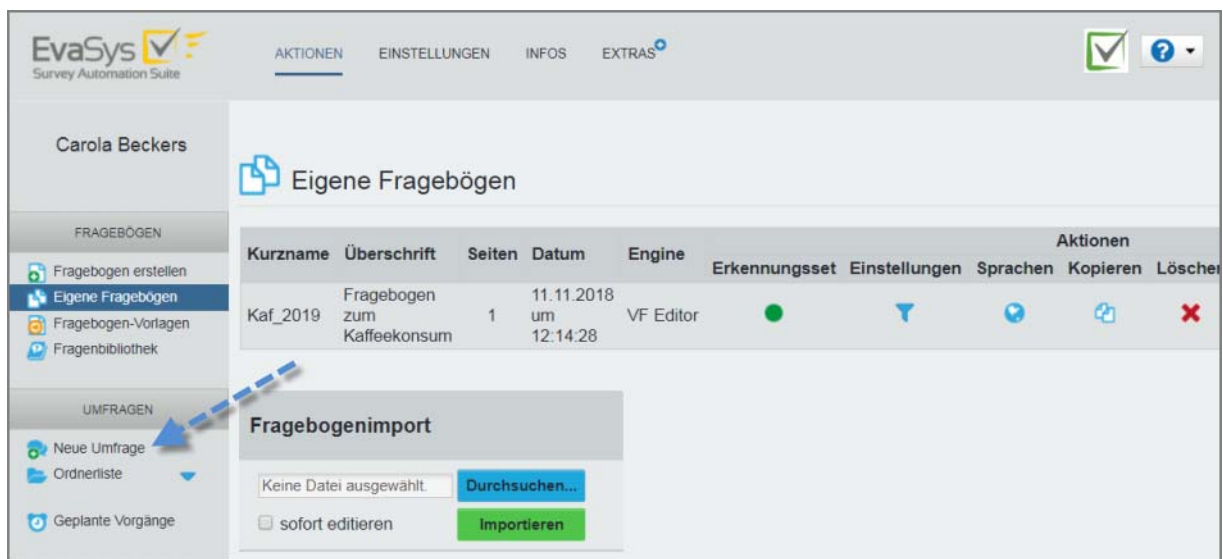 EvaSys
Survey Automation Suite
AKTIONEN EINSTELLUNGEN INFOS EXTRAS
Carola Beckers
Eigene Fragebögen
FRAGEBÖGEN
Fragebogen erstellen
Eigene Fragebögen
Fragebogen-Vorlagen
Fragenbibliothek
UMFRAGEN
Neue Umfrage
Ordnerliste
Geplante Vorgänge
Aktionen
Kurzname Überschrift Seiten Datum Engine Erkennungsset Einstellungen Sprachen Kopieren Löschen
Kaf_2019 Fragebogen zum Kaffeekonsum 1 11.11.2018 um 12:14:28 VF Editor
Fragebogenimport
Keine Datei ausgewählt. Durchsuchen...
sofort editieren Importieren